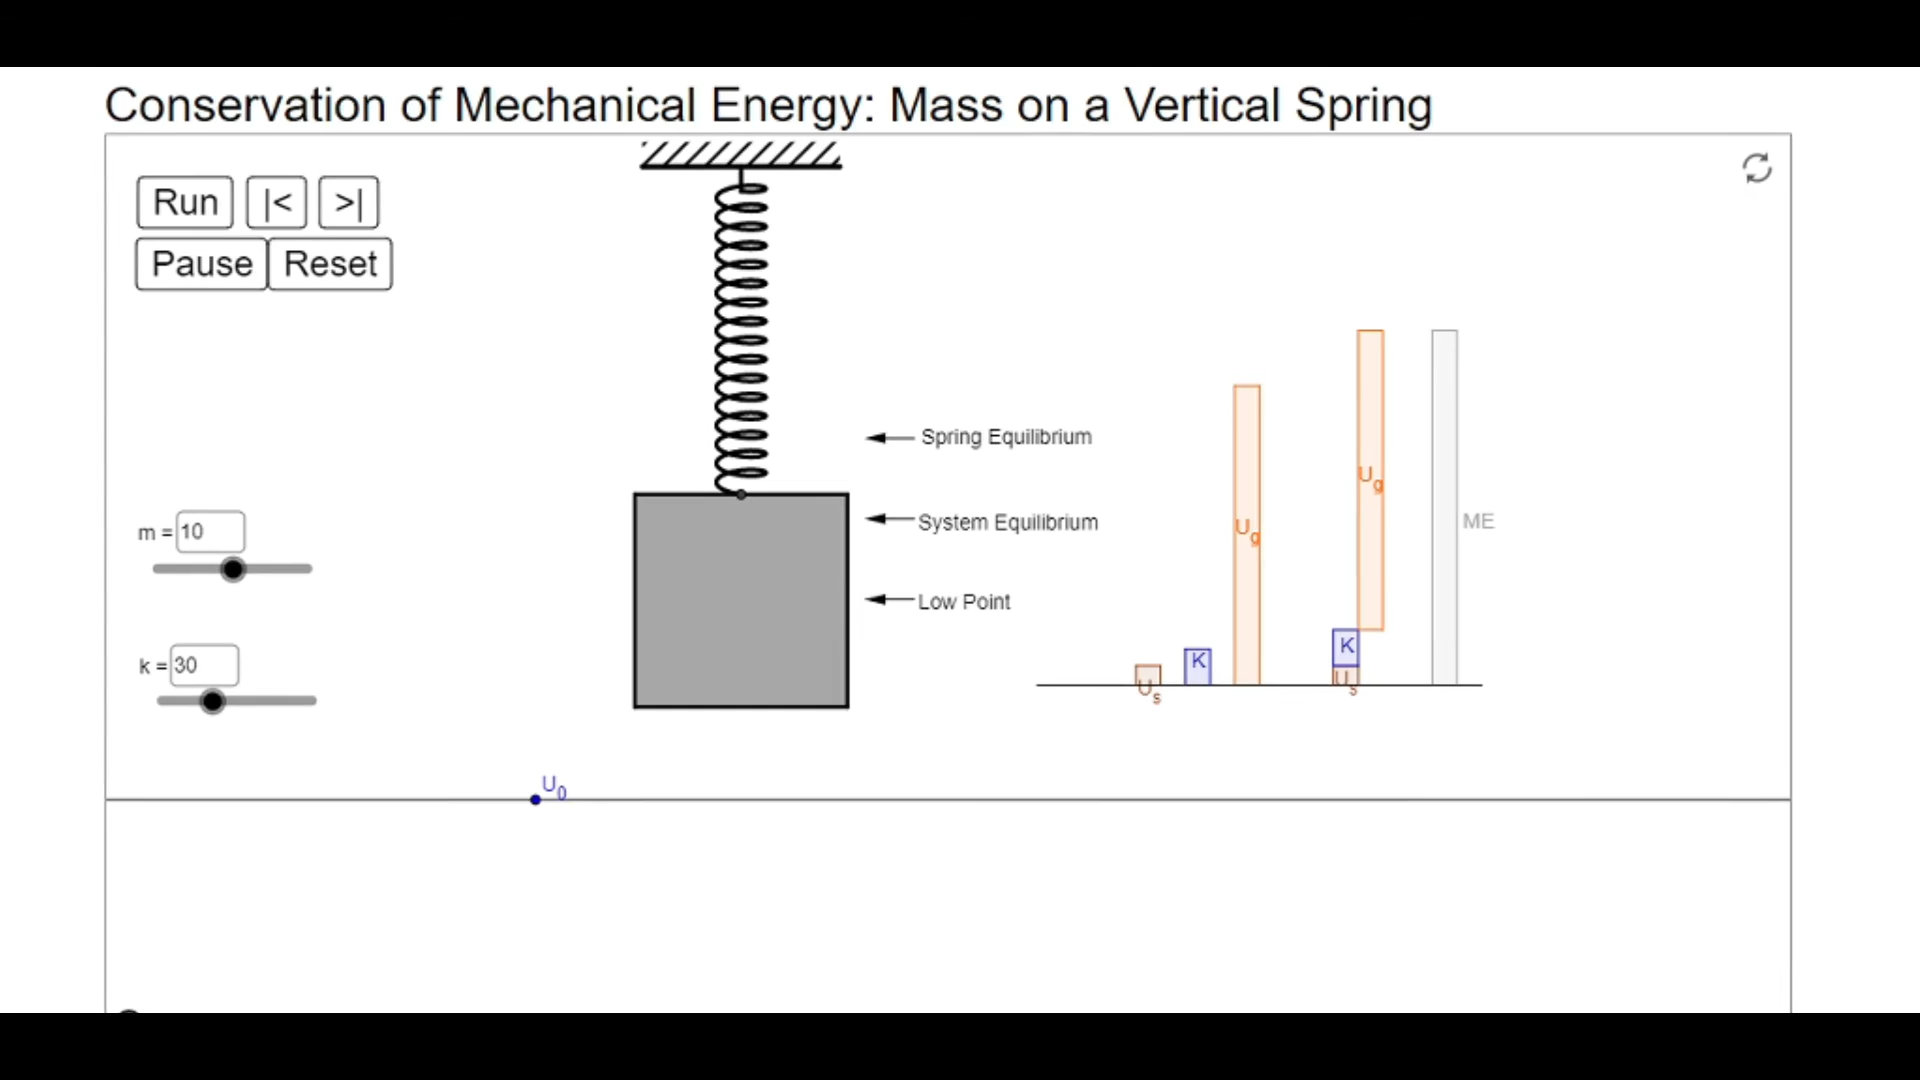 Conservation of Mechanical Energy: Mass on a Vertical Spring
Run |< >|
Pause Reset
Spring Equilibrium
System Equilibrium
Low Point
m = 10
k = 30
U0
Us
K
Ug
K
Us
Ug
ME